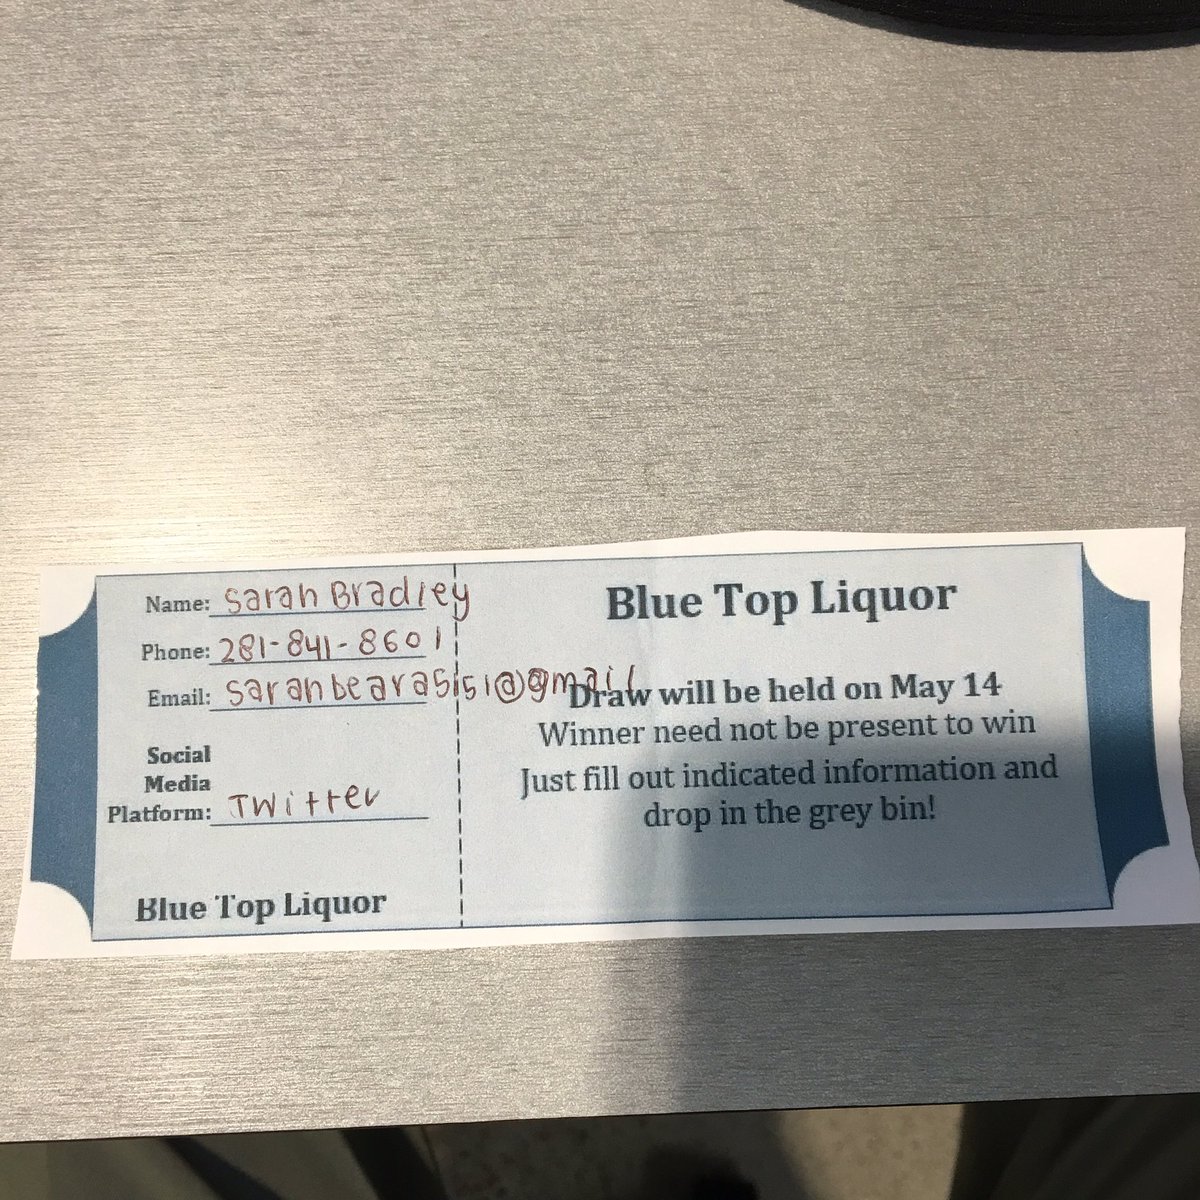 Name: Sarah Bradley
Phone: 281-841-8601
Email: sarahbearasisi@gmail
Social
Media
Platform: Twitter
Blue Top Liquor
Blue Top Liquor
Draw will be held on May 14
Winner need not be present to win
Just fill out indicated information and
drop in the grey bin!